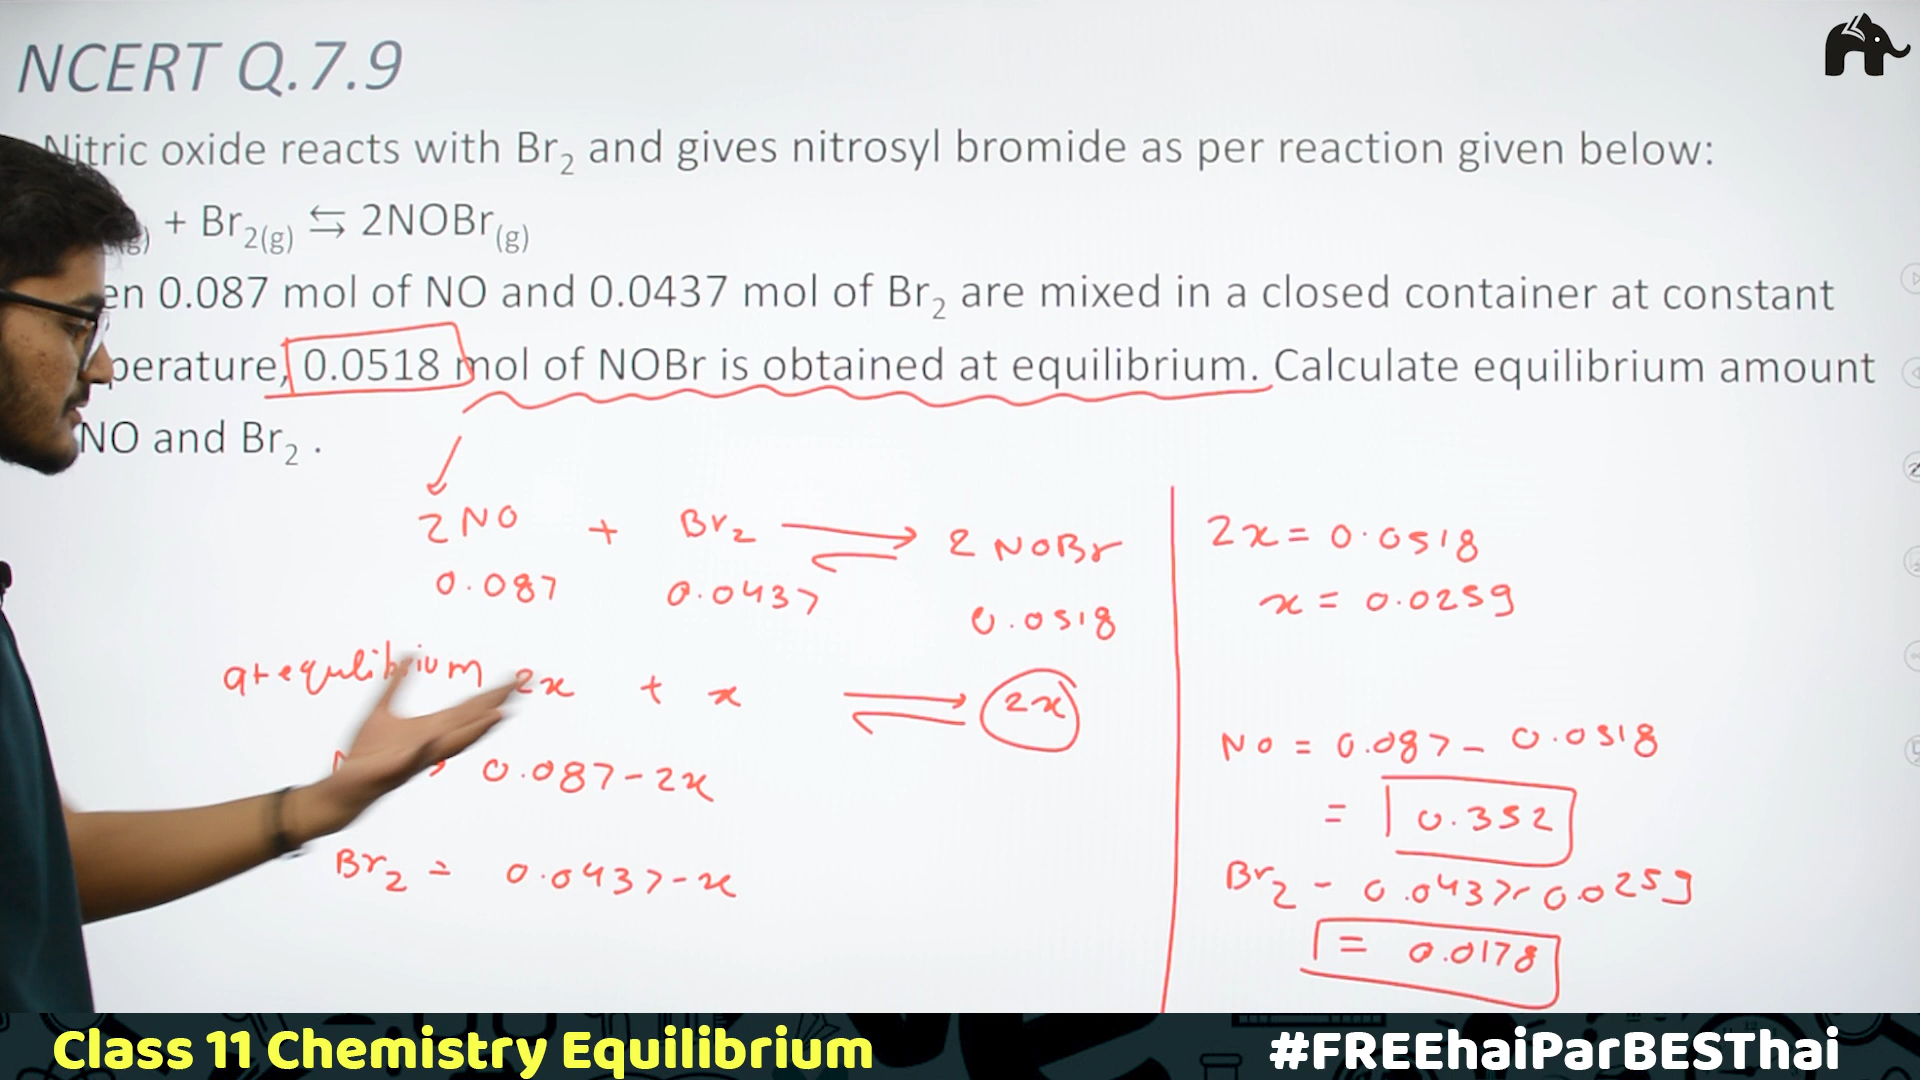 NCERT Q.7.9
Nitric oxide reacts with Br₂ and gives nitrosyl bromide as per reaction given below:
(g) + Br₂(g) ⇆ 2NOBr(g)
en 0.087 mol of NO and 0.0437 mol of Br₂ are mixed in a closed container at constant
perature, 0.0518 mol of NOBr is obtained at equilibrium. Calculate equilibrium amount
NO and Br₂ .
2NO + Br₂ ⇌ 2NOBr
0.087 0.0437 0.0518
at equlibrium 2x + x ⇌ 2x
0.087-2x
Br₂ = 0.0437-x
2x = 0.0518
x = 0.0259
NO = 0.087 - 0.0518
= 0.352
Br₂ - 0.0437-0.0259
= 0.0178
Class 11 Chemistry Equilibrium
#FREEhaiParBESThai